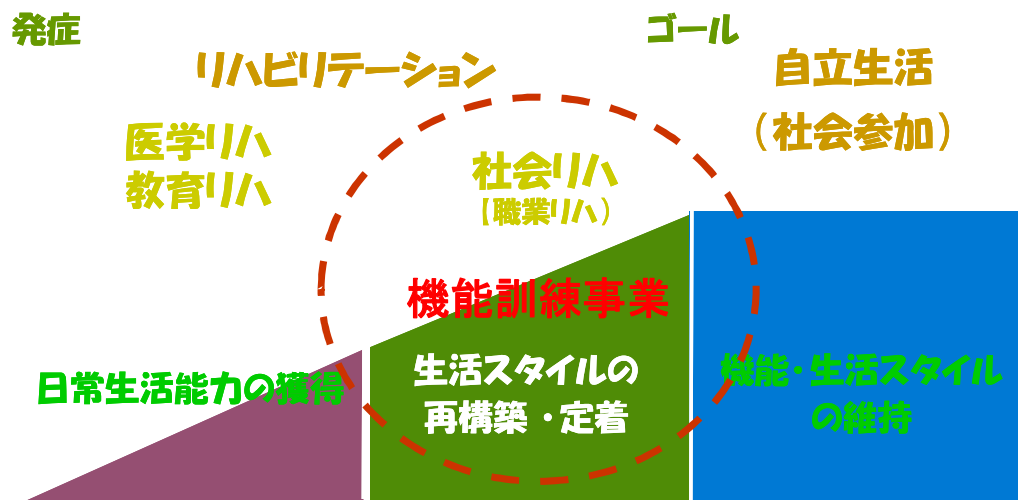 発症
ゴール
リハビリテーション
自立生活
（社会参加）
医学リハ
教育リハ
社会リハ
（職業リハ）
機能訓練事業
日常生活能力の獲得
生活スタイルの
再構築・定着
機能・生活スタイル
の維持